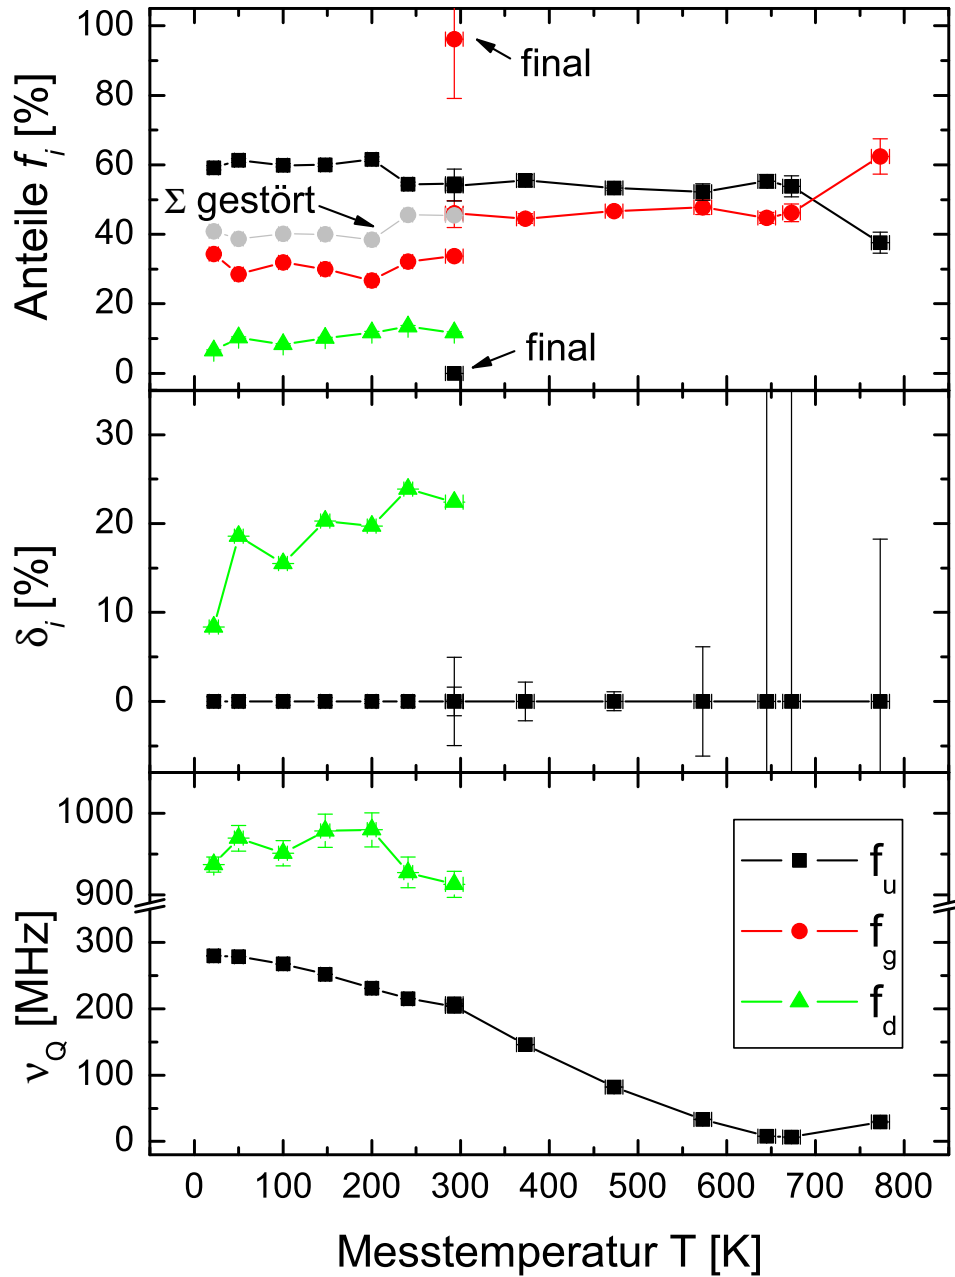 Anteile f_i [%]
100
80
60
40
20
0
final
Σ gestört
final
δ_i [%]
30
20
10
0
ν_Q [MHz]
1000
900
300
200
100
0
f_u
f_g
f_d
0 100 200 300 400 500 600 700 800
Messtemperatur T [K]